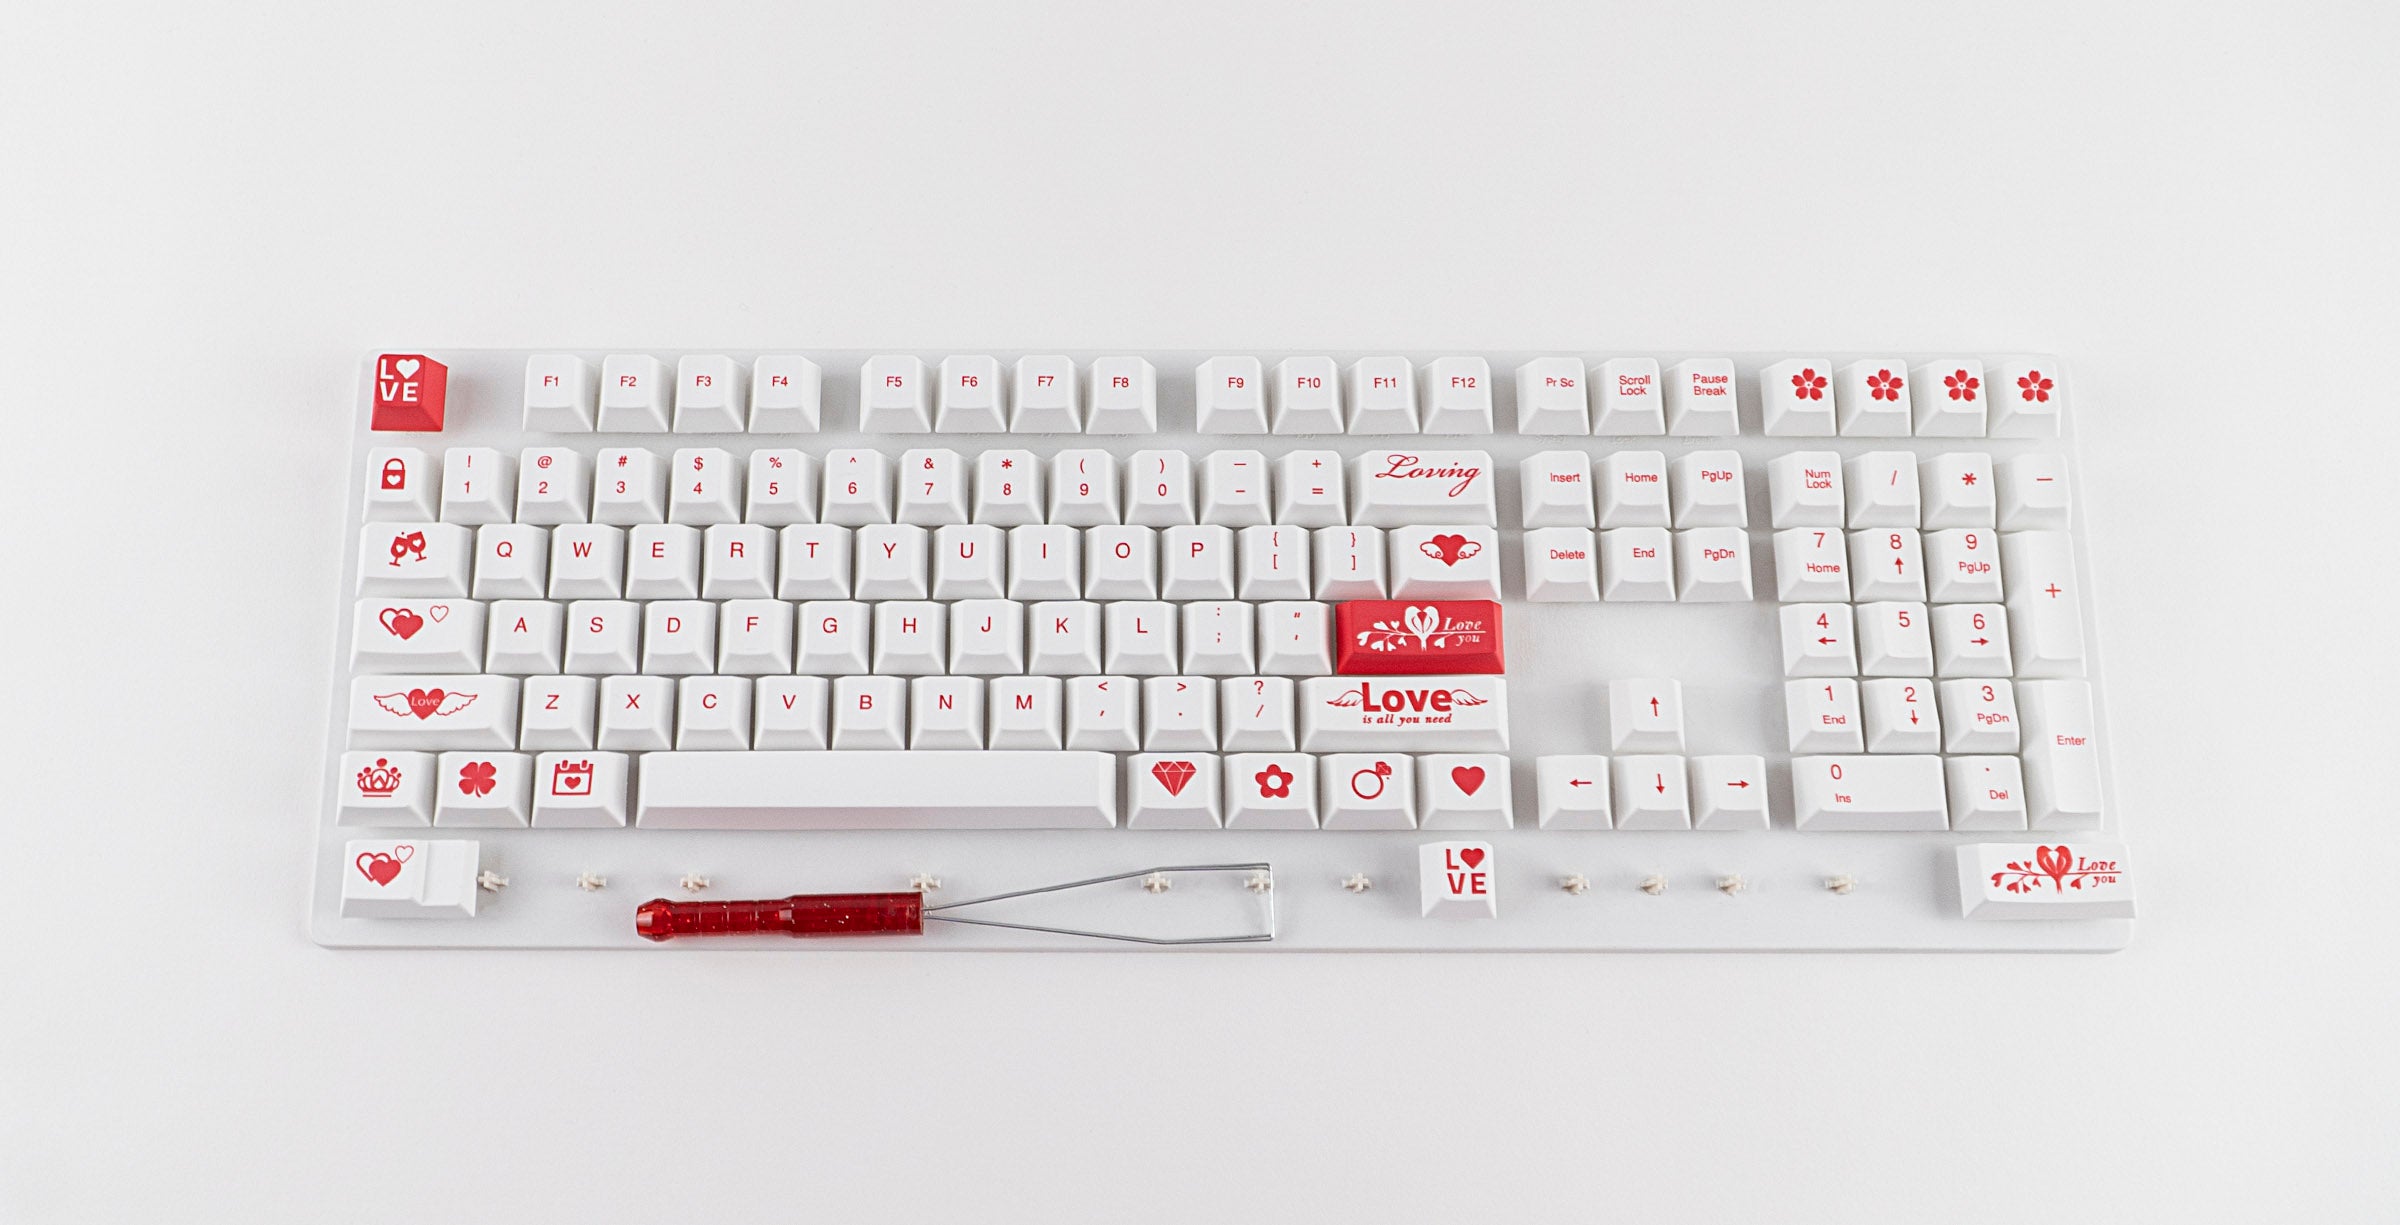 L♥
VE
F1 F2 F3 F4 F5 F6 F7 F8 F9 F10 F11 F12 Pr Sc Scroll Pause
Lock Break
! @ # $ % ^ & * ( ) — + Loving
1 2 3 4 5 6 7 8 9 0 – =
Insert Home PgUp Num / * —
Lock
Q W E R T Y U I O P { }
[ ]
Delete End PgDn 7 8 9 +
Home ↑ PgUp
A S D F G H J K L : "
; '
Love
you
4 5 6
← →
Love
Z X C V B N M < > ?
, . /
Love
is all you need
↑ 1 2 3
End ↓ PgDn
Enter
← ↓ → 0 .
Ins Del
L♥
VE
Love
you